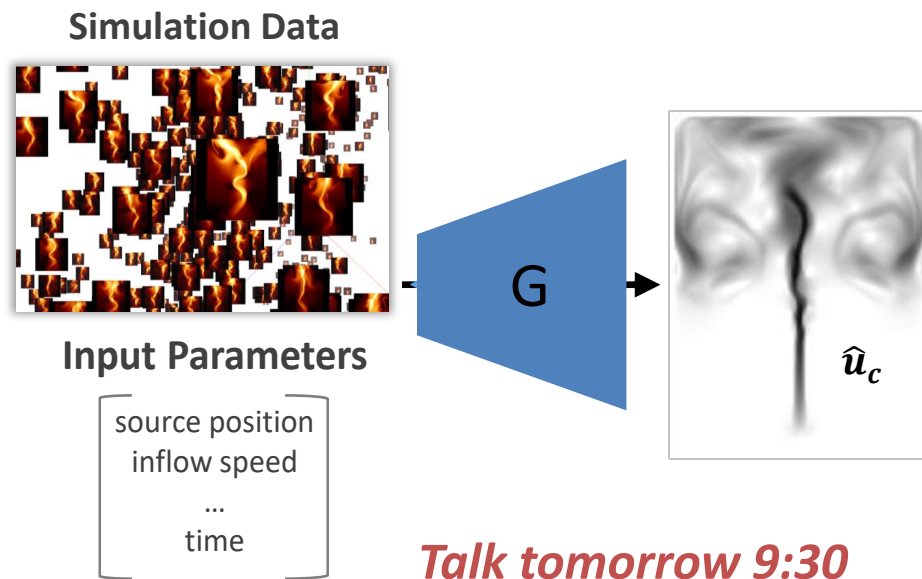 Simulation Data
G
û_c
Input Parameters
source position
inflow speed
...
time
Talk tomorrow 9:30